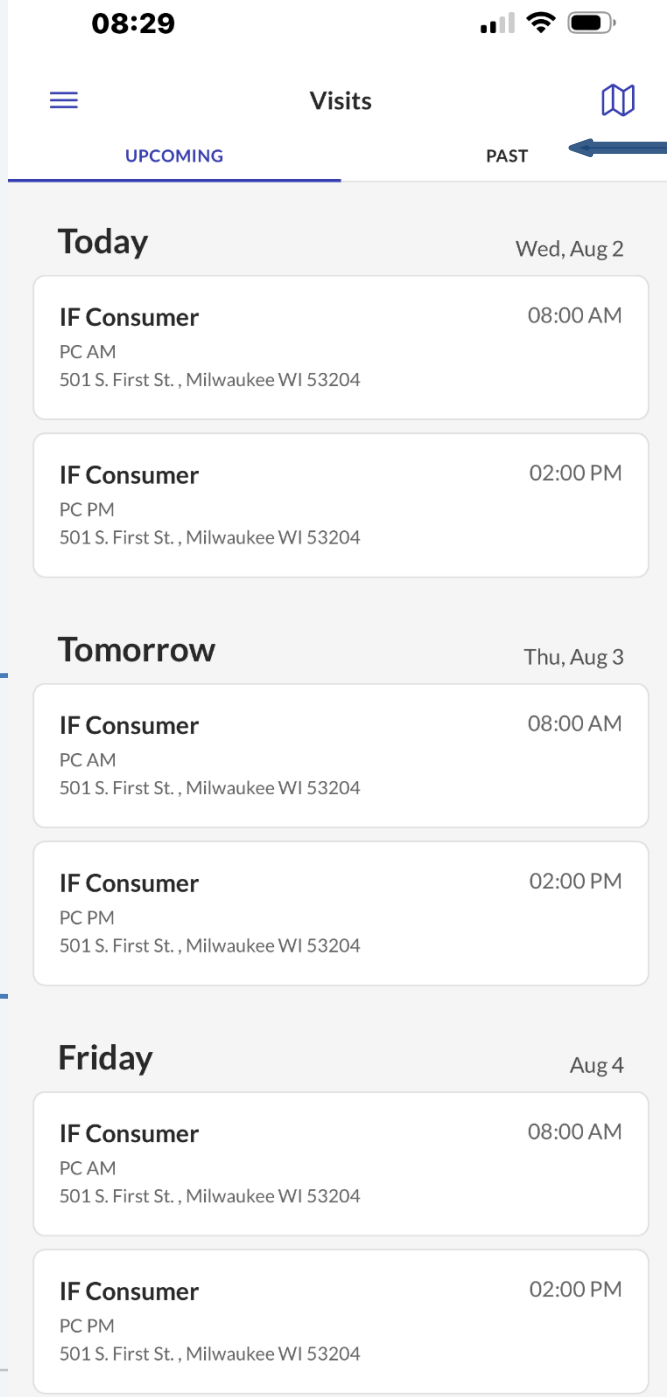 08:29
Visits
UPCOMING PAST
Today Wed, Aug 2
IF Consumer 08:00 AM
PC AM
501 S. First St. , Milwaukee WI 53204
IF Consumer 02:00 PM
PC PM
501 S. First St. , Milwaukee WI 53204
Tomorrow Thu, Aug 3
IF Consumer 08:00 AM
PC AM
501 S. First St. , Milwaukee WI 53204
IF Consumer 02:00 PM
PC PM
501 S. First St. , Milwaukee WI 53204
Friday Aug 4
IF Consumer 08:00 AM
PC AM
501 S. First St. , Milwaukee WI 53204
IF Consumer 02:00 PM
PC PM
501 S. First St. , Milwaukee WI 53204